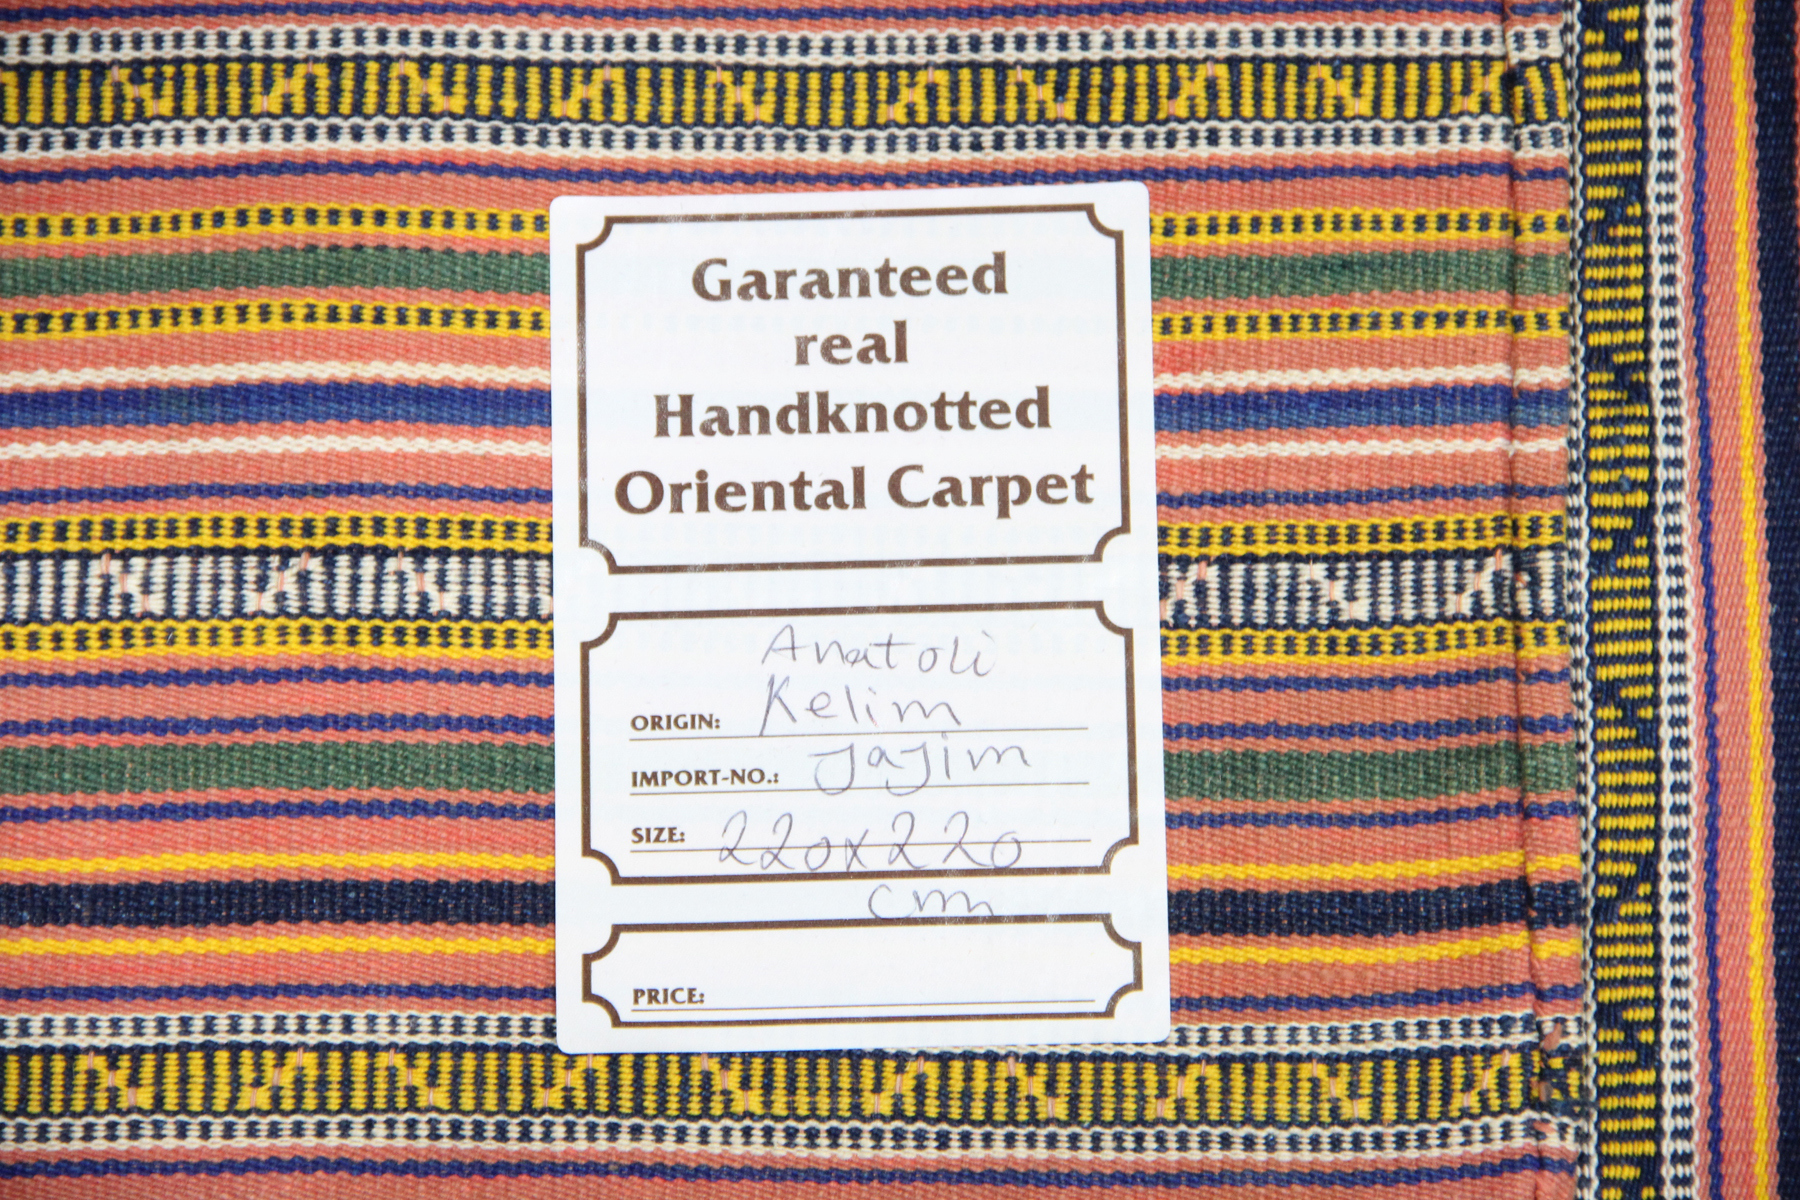 Garanteed
real
Handknotted
Oriental Carpet
Anatoli
ORIGIN: Kelim
IMPORT-NO.: Jajim
SIZE: 220x220
cm
PRICE: